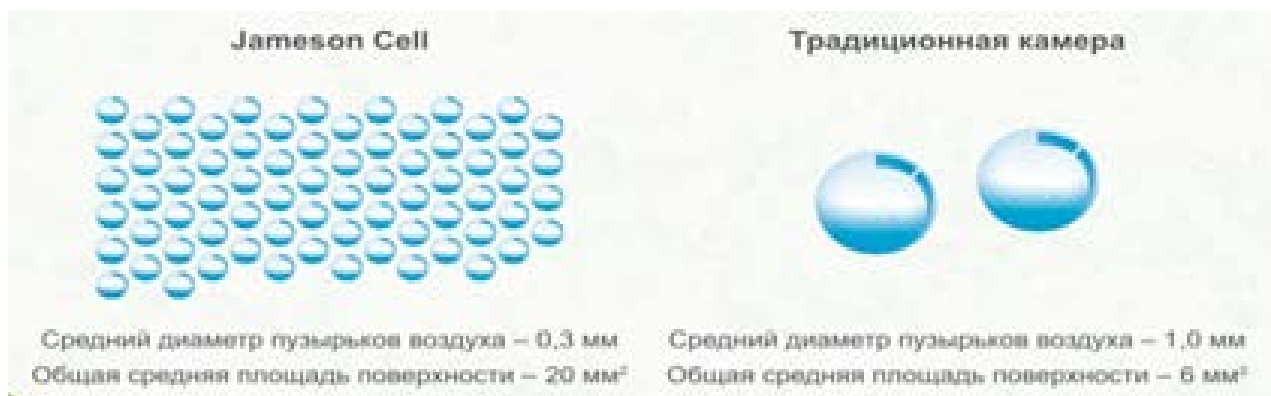 Jameson Cell
Традиционная камера
Средний диаметр пузырьков воздуха – 0,3 мм
Общая средняя площадь поверхности – 20 мм²
Средний диаметр пузырьков воздуха – 1,0 мм
Общая средняя площадь поверхности – 6 мм²